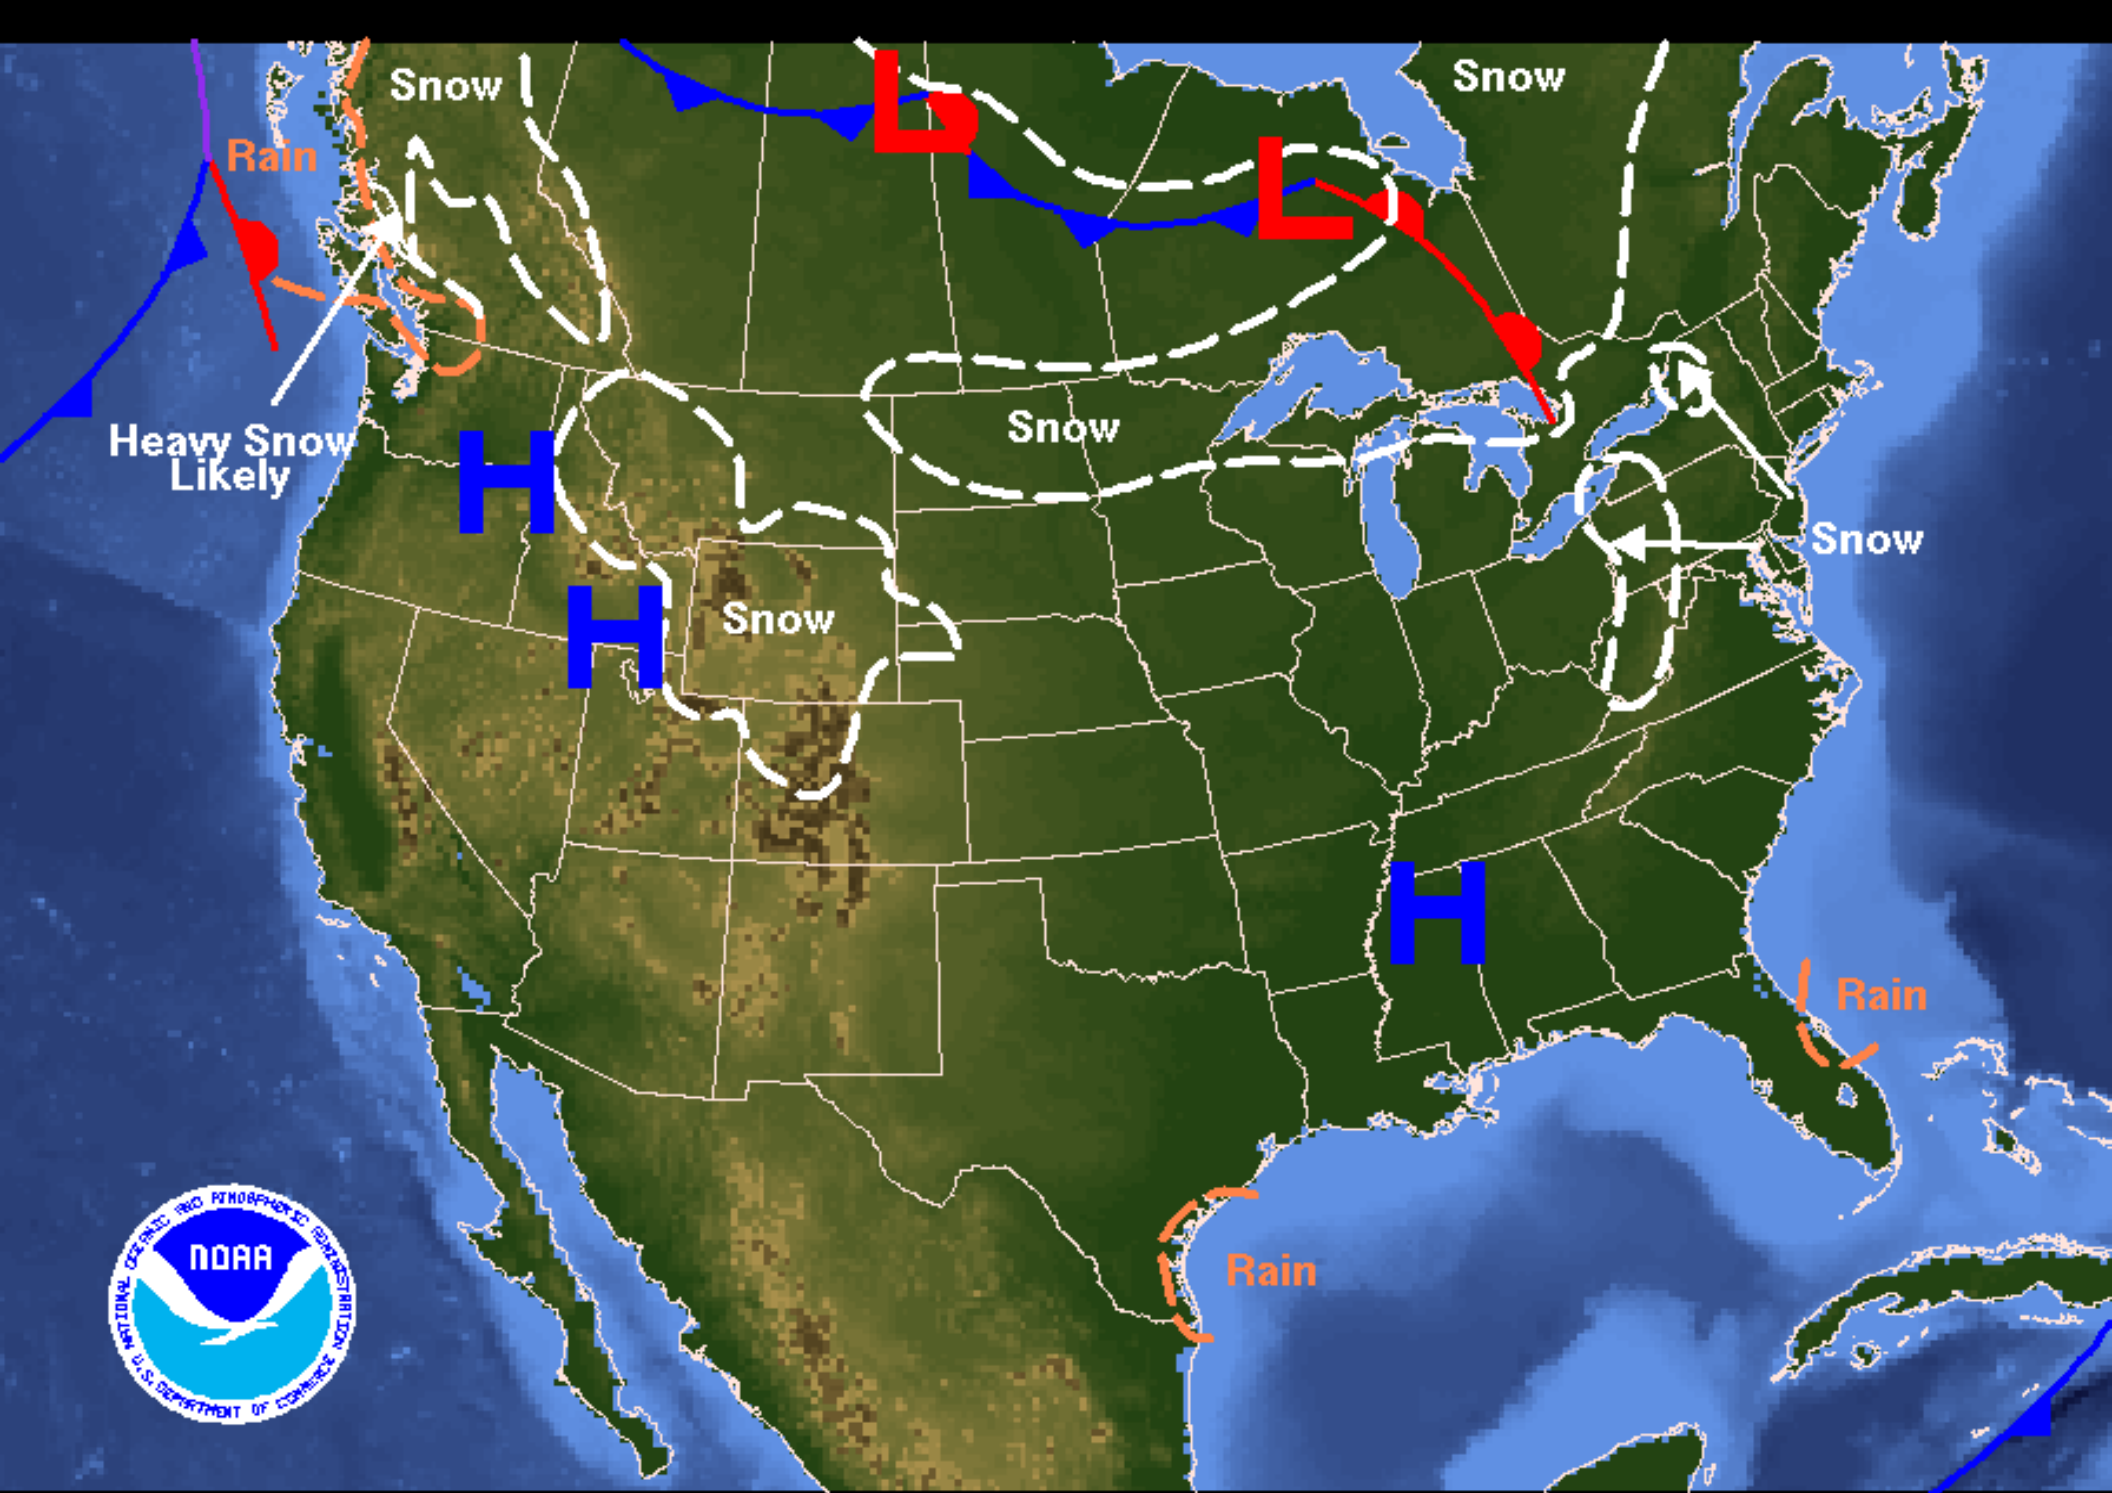 Snow
Snow
L
Rain
L
Snow
Heavy Snow
Likely
H
Snow
H
Snow
H
Rain
Rain
NATIONAL OCEANIC AND ATMOSPHERIC ADMINISTRATION
NOAA
U.S. DEPARTMENT OF COMMERCE